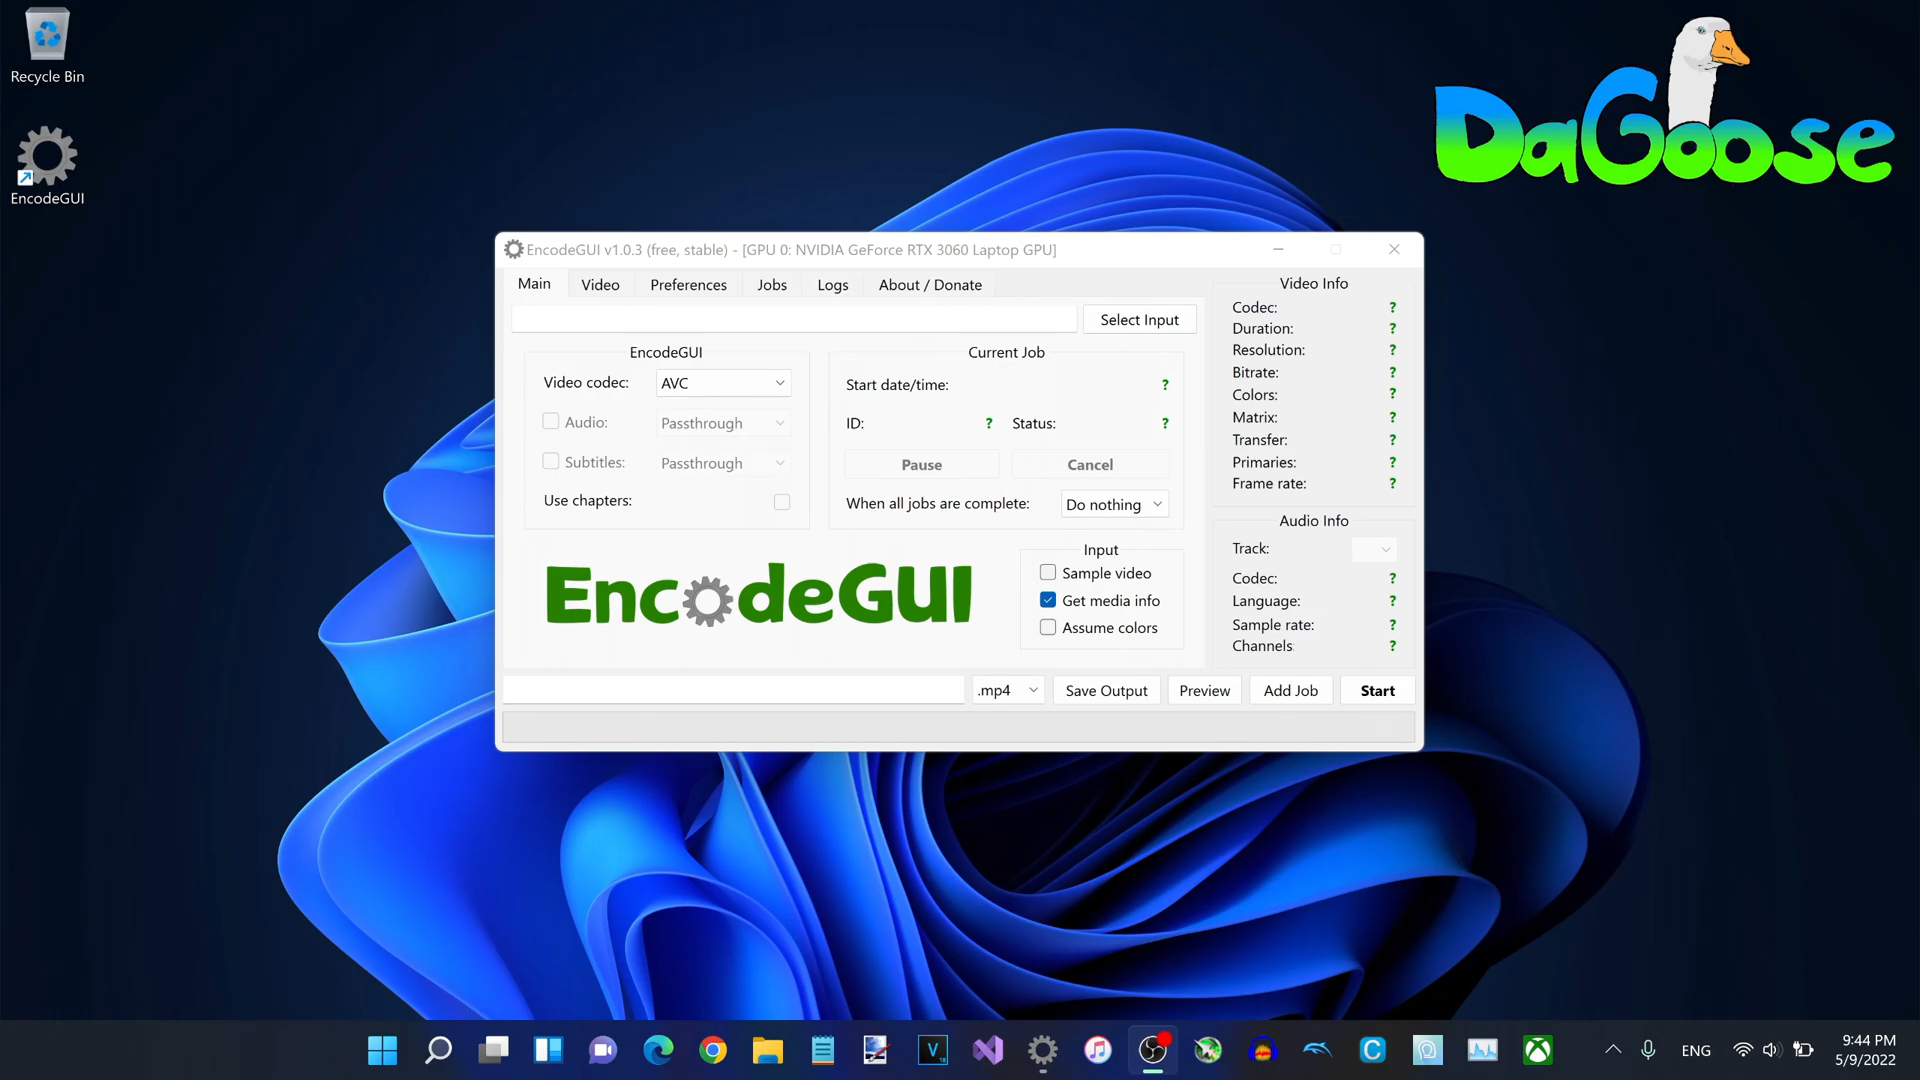 Recycle Bin
EncodeGUI
DaGoose
EncodeGUI v1.0.3 (free, stable) - [GPU 0: NVIDIA GeForce RTX 3060 Laptop GPU]
Main Video Preferences Jobs Logs About / Donate
Select Input
EncodeGUI
Video codec: AVC
Audio: Passthrough
Subtitles: Passthrough
Use chapters:
Current Job
Start date/time: ?
ID: ? Status: ?
Pause Cancel
When all jobs are complete: Do nothing
EncodeGUI
Input
Sample video
Get media info
Assume colors
Video Info
Codec: ?
Duration: ?
Resolution: ?
Bitrate: ?
Colors: ?
Matrix: ?
Transfer: ?
Primaries: ?
Frame rate: ?
Audio Info
Track:
Codec: ?
Language: ?
Sample rate: ?
Channels: ?
.mp4 Save Output Preview Add Job Start
ENG
9:44 PM
5/9/2022